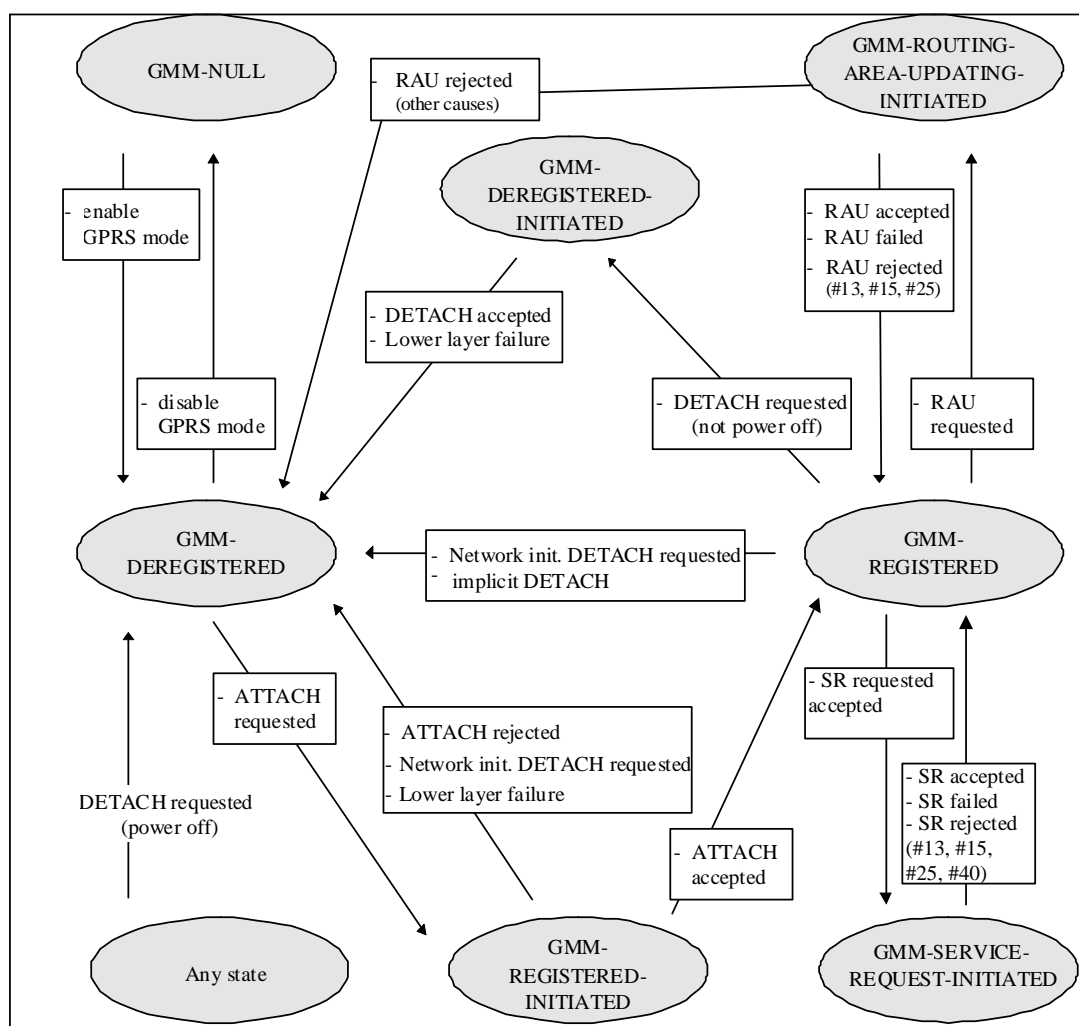 GMM-NULL
GMM-ROUTING-
AREA-UPDATING-
INITIATED
- RAU rejected
(other causes)
GMM-
DEREGISTERED-
INITIATED
- enable
GPRS mode
- RAU accepted
- RAU failed
- RAU rejected
(#13, #15, #25)
- DETACH accepted
- Lower layer failure
- disable
GPRS mode
- DETACH requested
(not power off)
- RAU
requested
GMM-
DEREGISTERED
- Network init. DETACH requested
- implicit DETACH
GMM-
REGISTERED
- ATTACH
requested
- SR requested
accepted
- ATTACH rejected
- Network init. DETACH requested
- Lower layer failure
DETACH requested
(power off)
- SR accepted
- SR failed
- SR rejected
(#13, #15,
#25, #40)
- ATTACH
accepted
Any state
GMM-
REGISTERED-
INITIATED
GMM-SERVICE-
REQUEST-INITIATED